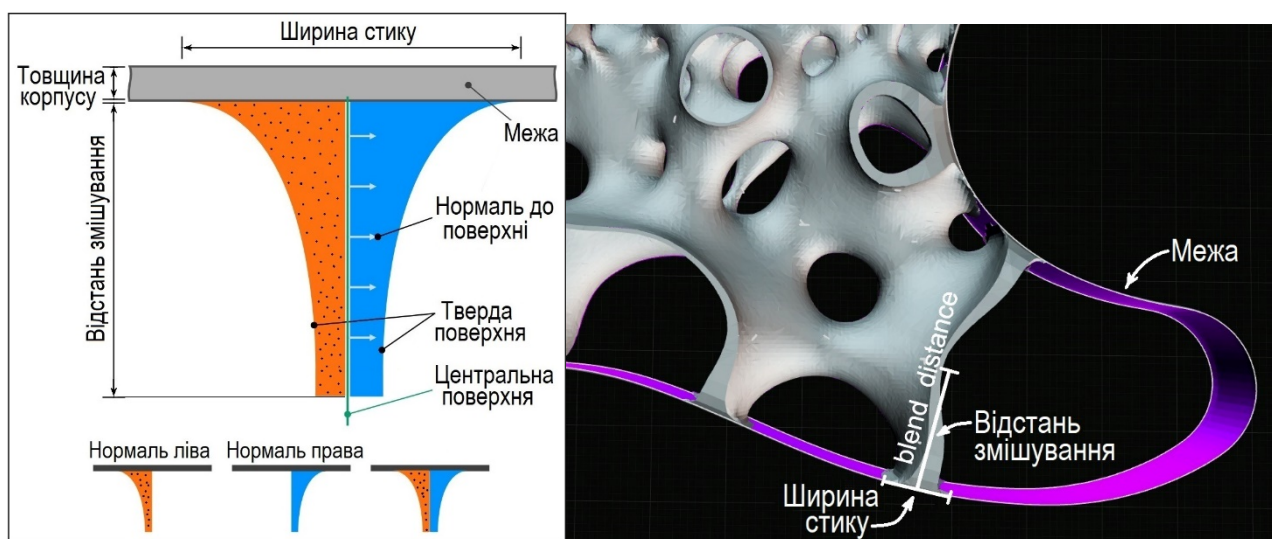 Ширина стику
Товщина
корпусу
Межа
Відстань змішування
Нормаль до
поверхні
Тверда
поверхня
Центральна
поверхня
Нормаль ліва
Нормаль права
Межа
blend distance
Відстань
змішування
Ширина
стику